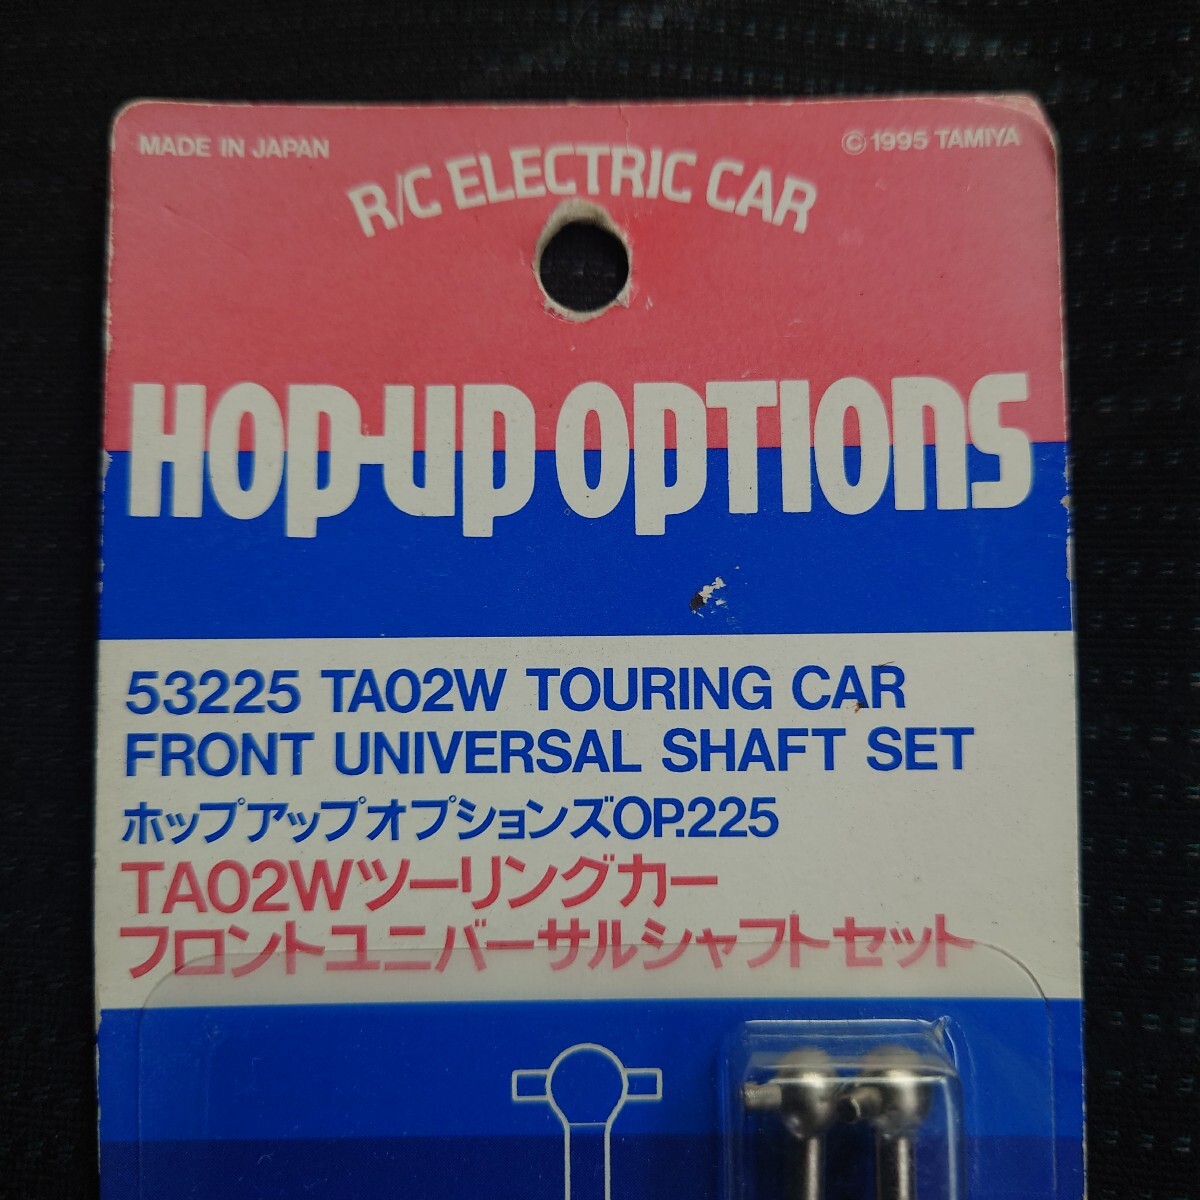 MADE IN JAPAN
© 1995 TAMIYA
R/C ELECTRIC CAR
HOP-UP OPTIONS
53225 TA02W TOURING CAR
FRONT UNIVERSAL SHAFT SET
ホップアップオプションズOP.225
TA02Wツーリングカー
フロントユニバーサルシャフトセット